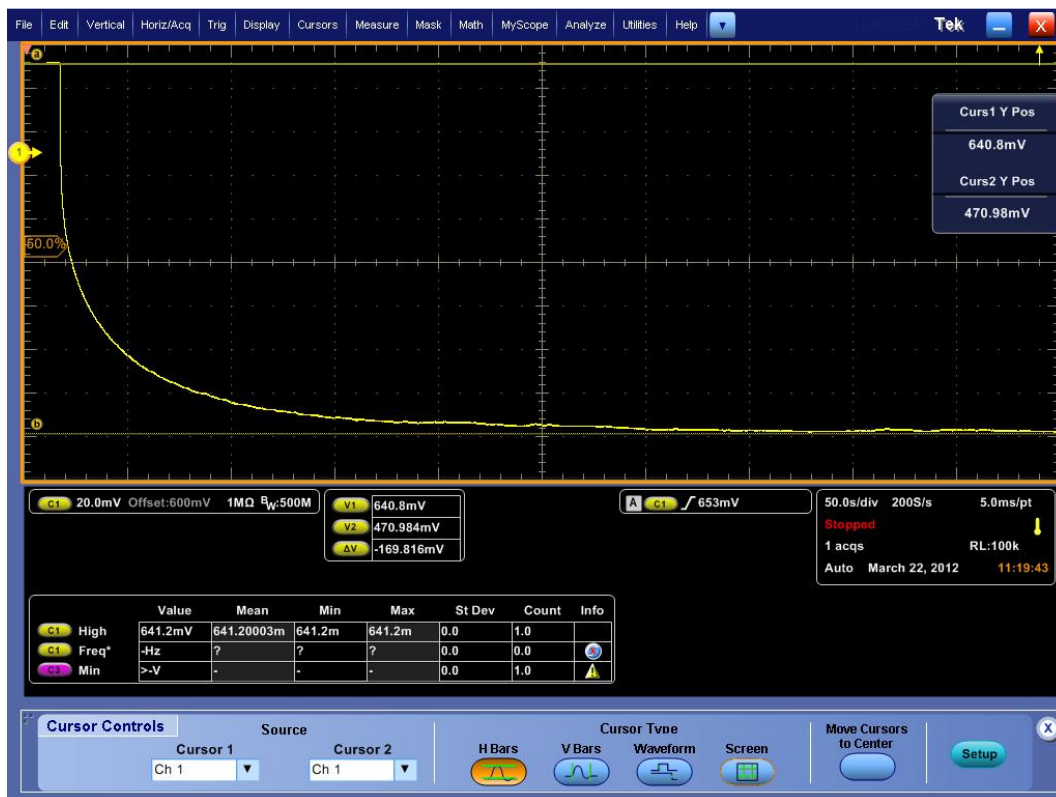 File Edit Vertical Horiz/Acq Trig Display Cursors Measure Mask Math MyScope Analyze Utilities Help Tek X
a
Curs1 Y Pos
640.8mV
1
Curs2 Y Pos
470.98mV
50.0%
b
C1 20.0mV Offset:600mV 1MΩ BW:500M
V1 640.8mV
V2 470.984mV
ΔV -169.816mV
A C1 653mV
50.0s/div 200S/s 5.0ms/pt
Stopped
1 acqs RL:100k
Auto March 22, 2012 11:19:43
Value Mean Min Max St Dev Count Info
C1 High 641.2mV 641.20003m 641.2m 641.2m 0.0 1.0
C1 Freq* -Hz ? ? ? 0.0 0.0
C3 Min >-V - - - 0.0 1.0
Cursor Controls Source Cursor Type Move Cursors to Center X
Cursor 1 Cursor 2 H Bars V Bars Waveform Screen Setup
Ch 1 Ch 1